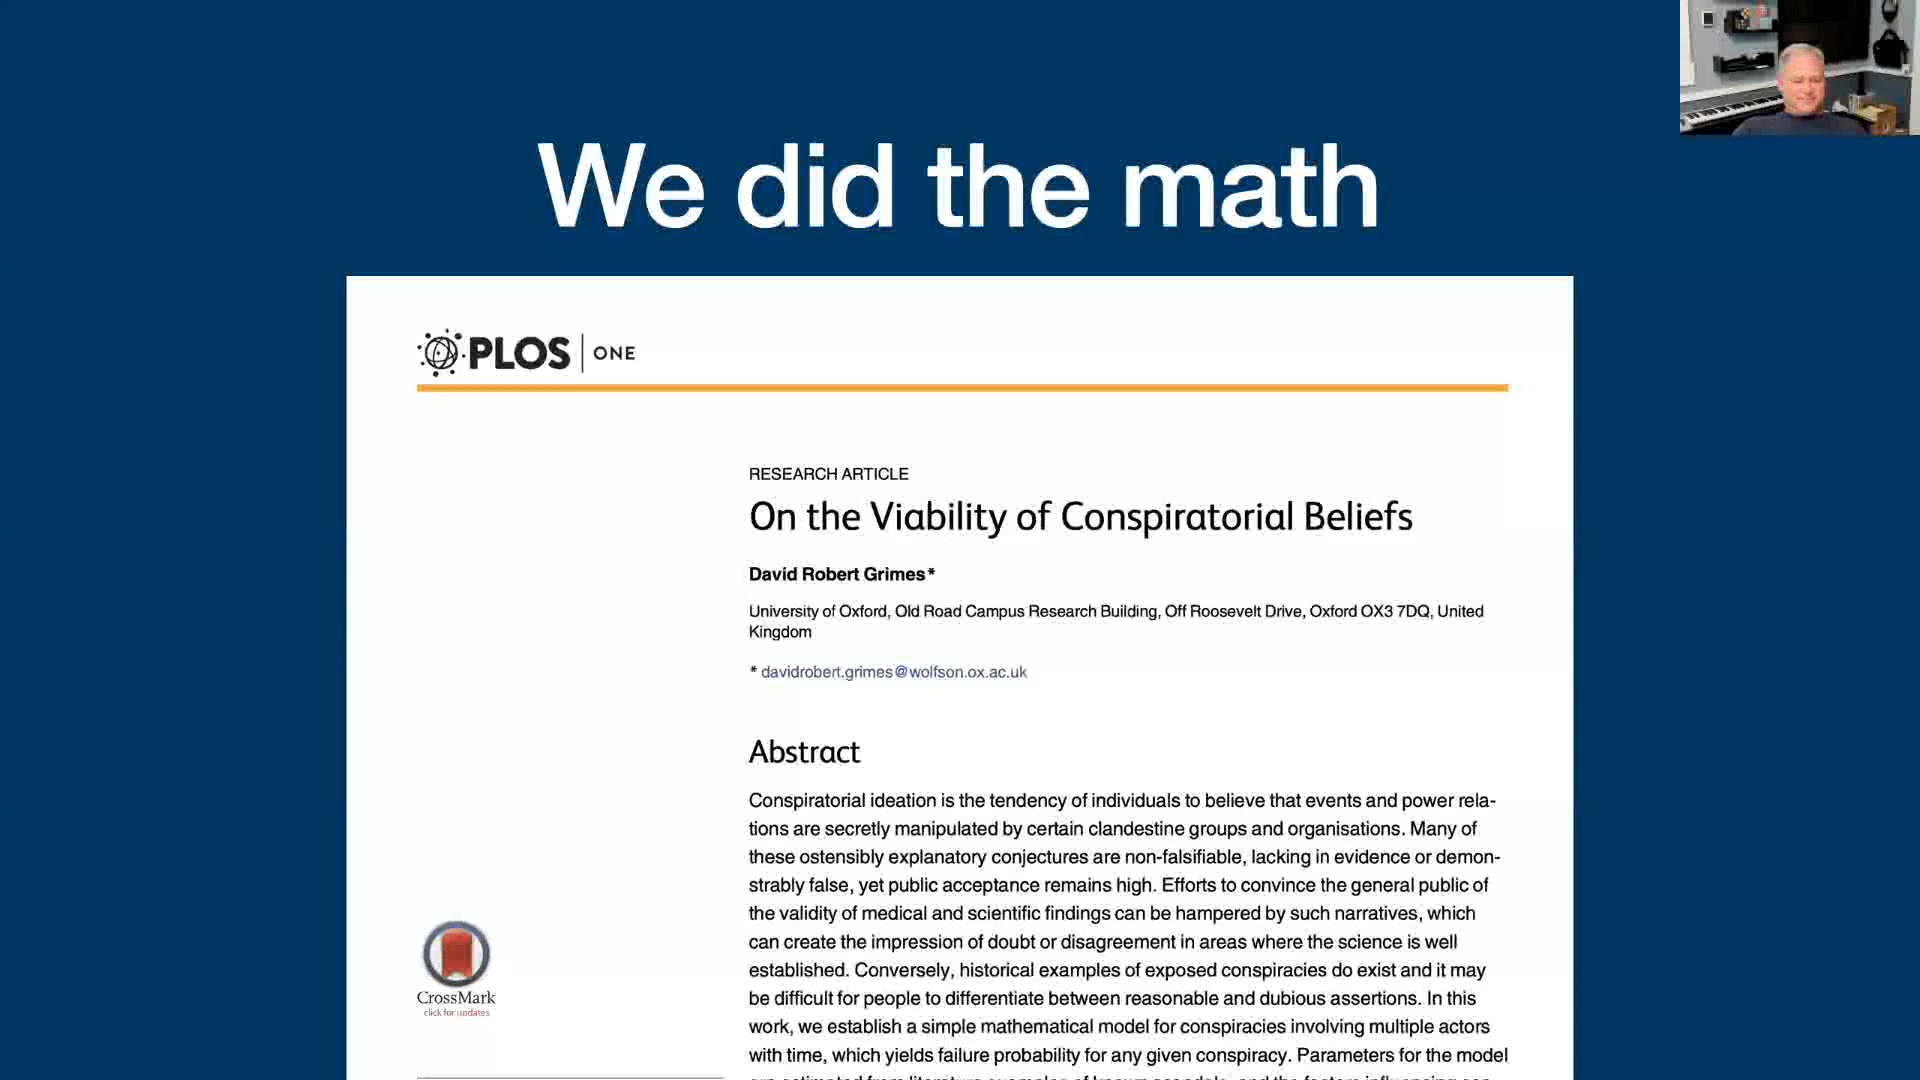 We did the math
PLOS | ONE
RESEARCH ARTICLE
On the Viability of Conspiratorial Beliefs
David Robert Grimes*
University of Oxford, Old Road Campus Research Building, Off Roosevelt Drive, Oxford OX3 7DQ, United
Kingdom
* davidrobert.grimes@wolfson.ox.ac.uk
Abstract
Conspiratorial ideation is the tendency of individuals to believe that events and power rela-
tions are secretly manipulated by certain clandestine groups and organisations. Many of
these ostensibly explanatory conjectures are non-falsifiable, lacking in evidence or demon-
strably false, yet public acceptance remains high. Efforts to convince the general public of
the validity of medical and scientific findings can be hampered by such narratives, which
can create the impression of doubt or disagreement in areas where the science is well
established. Conversely, historical examples of exposed conspiracies do exist and it may
be difficult for people to differentiate between reasonable and dubious assertions. In this
work, we establish a simple mathematical model for conspiracies involving multiple actors
with time, which yields failure probability for any given conspiracy. Parameters for the model
CrossMark
click for updates